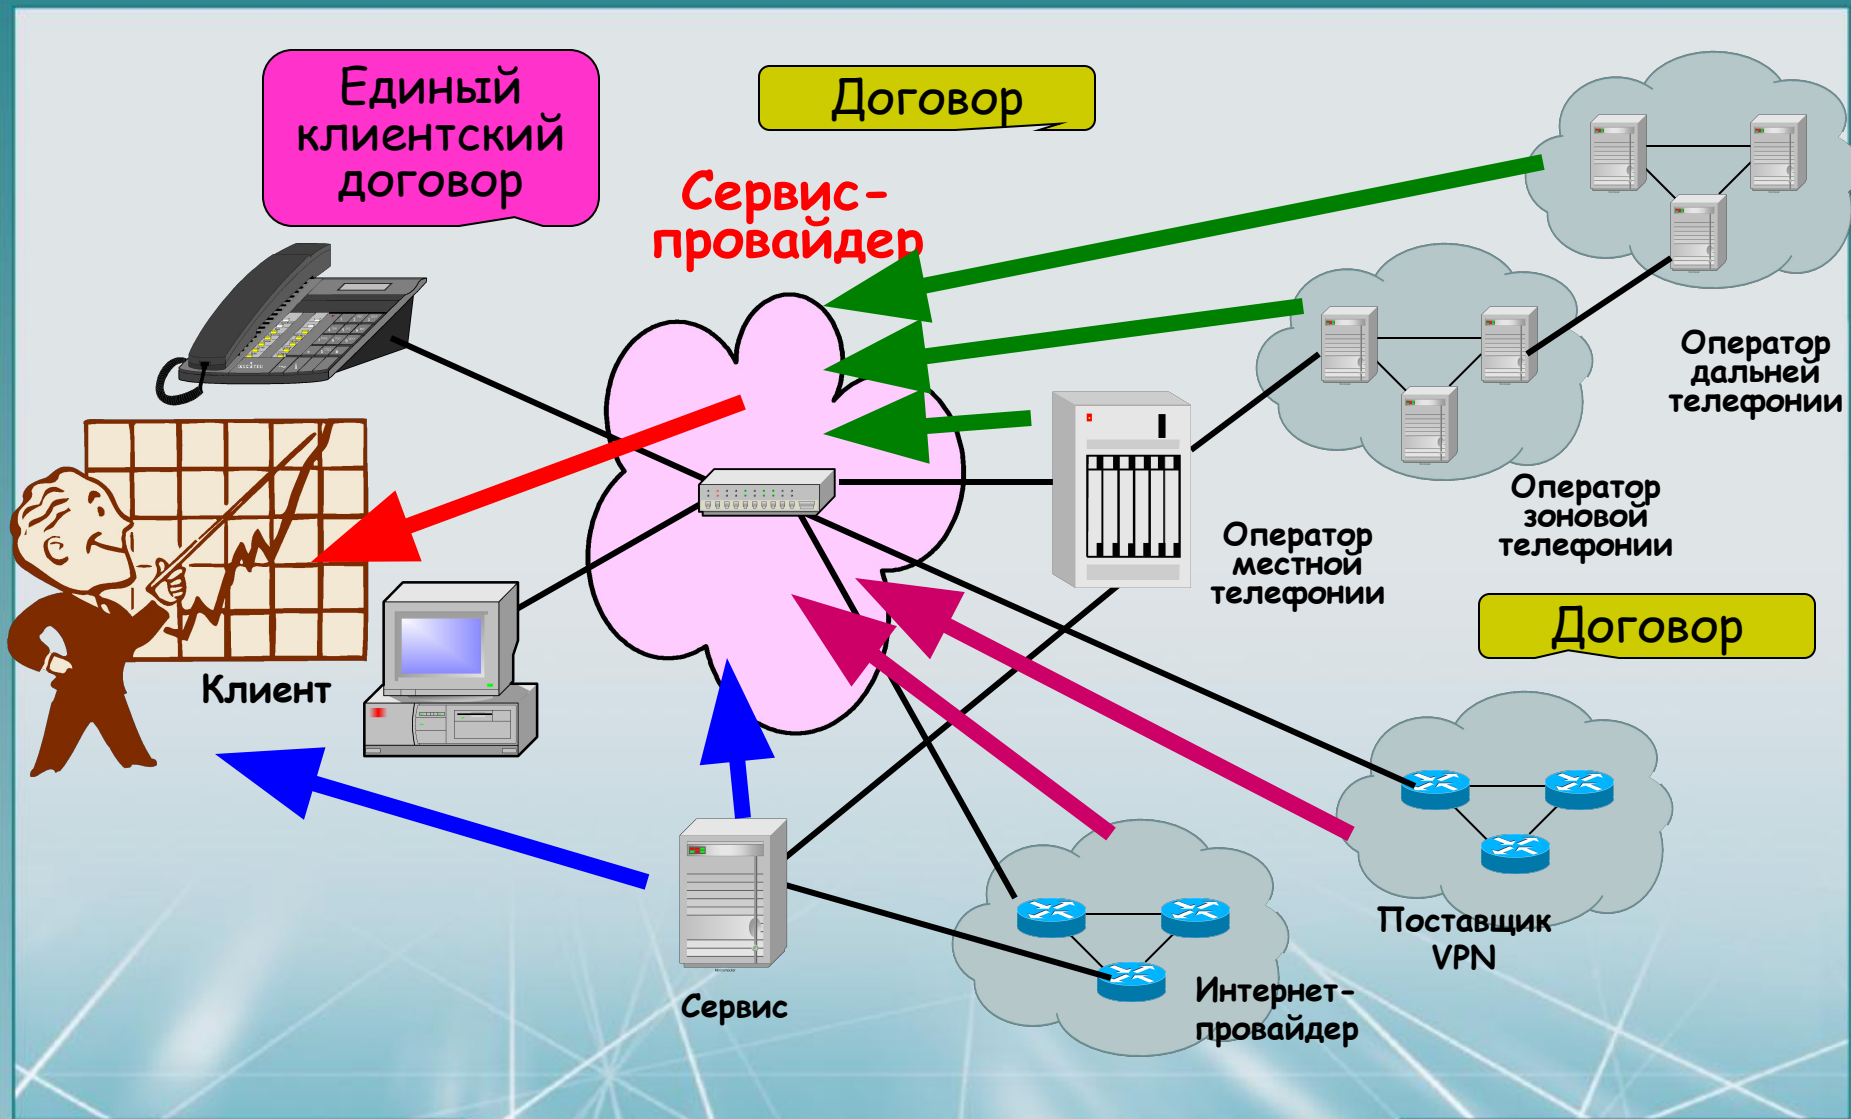 Единый
клиентский
договор
Договор
Сервис-
провайдер
Оператор
дальней
телефонии
Оператор
зоновой
телефонии
Оператор
местной
телефонии
Договор
Клиент
Поставщик
VPN
Интернет-
провайдер
Сервис